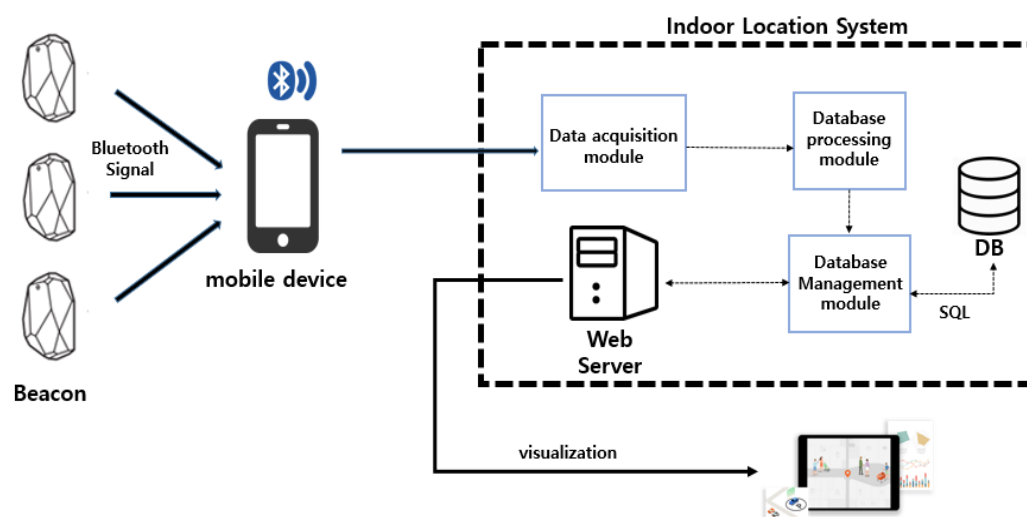 Indoor Location System
Bluetooth
Signal
Data acquisition
module
Database
processing
module
mobile device
DB
Database
Management
module
SQL
Web
Server
Beacon
visualization